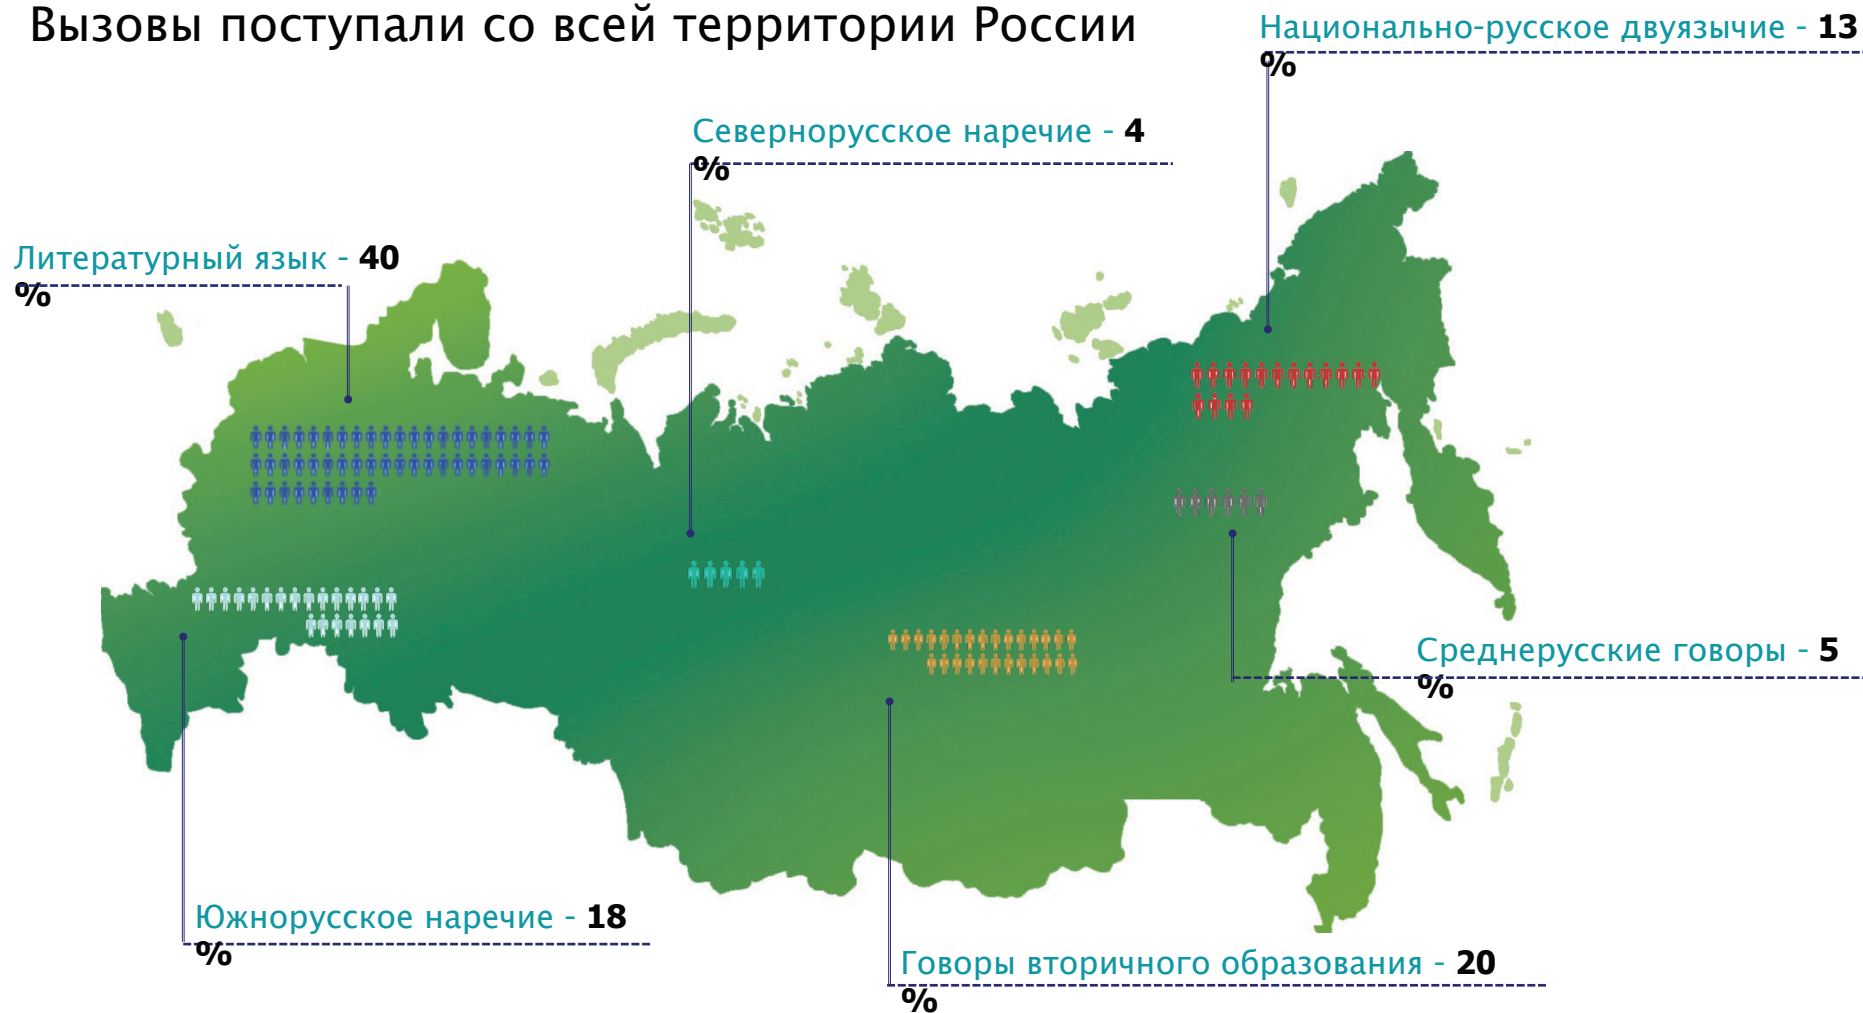 Вызовы поступали со всей территории России
Национально-русское двуязычие - 13
%
Севернорусское наречие - 4
%
Литературный язык - 40
%
Среднерусские говоры - 5
%
Южнорусское наречие - 18
%
Говоры вторичного образования - 20
%